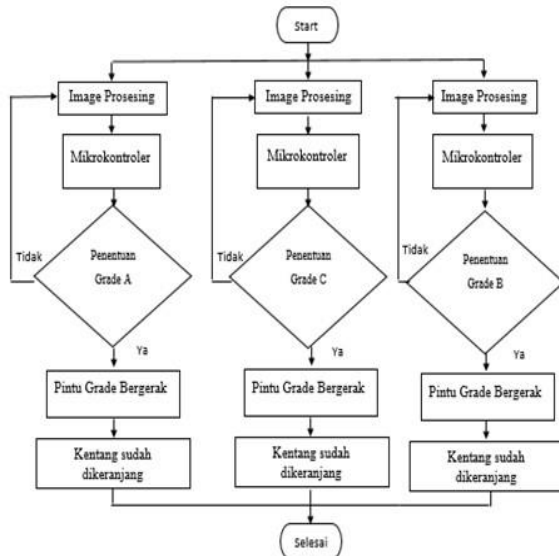 Start
Image Prosesing
Image Prosesing
Image Prosesing
Mikrokontroler
Mikrokontroler
Mikrokontroler
Tidak
Penentuan
Grade A
Tidak
Penentuan
Grade C
Tidak
Penentuan
Grade B
Ya
Ya
Ya
Pintu Grade Bergerak
Pintu Grade Bergerak
Pintu Grade Bergerak
Kentang sudah
dikeranjang
Kentang sudah
dikeranjang
Kentang sudah
dikeranjang
Selesai